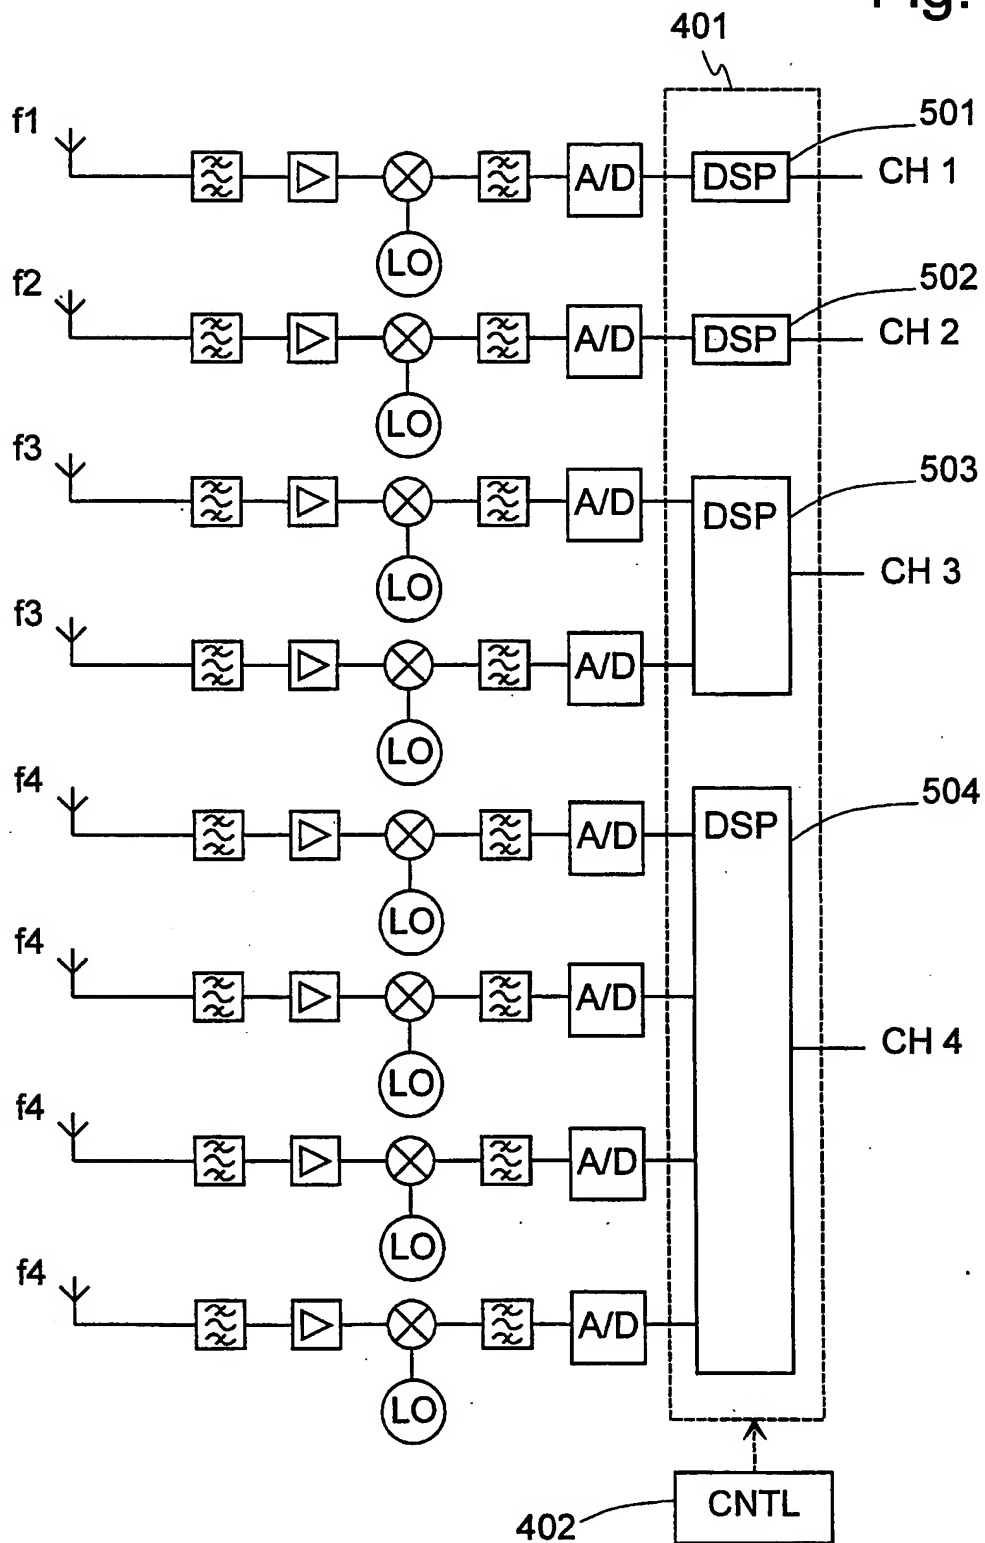 Fig.
401
f1
A/D
DSP
501
CH 1
LO
f2
A/D
DSP
502
CH 2
LO
f3
A/D
DSP
503
LO
CH 3
f3
A/D
LO
f4
A/D
DSP
504
LO
f4
A/D
CH 4
LO
f4
A/D
LO
f4
A/D
LO
CNTL
402